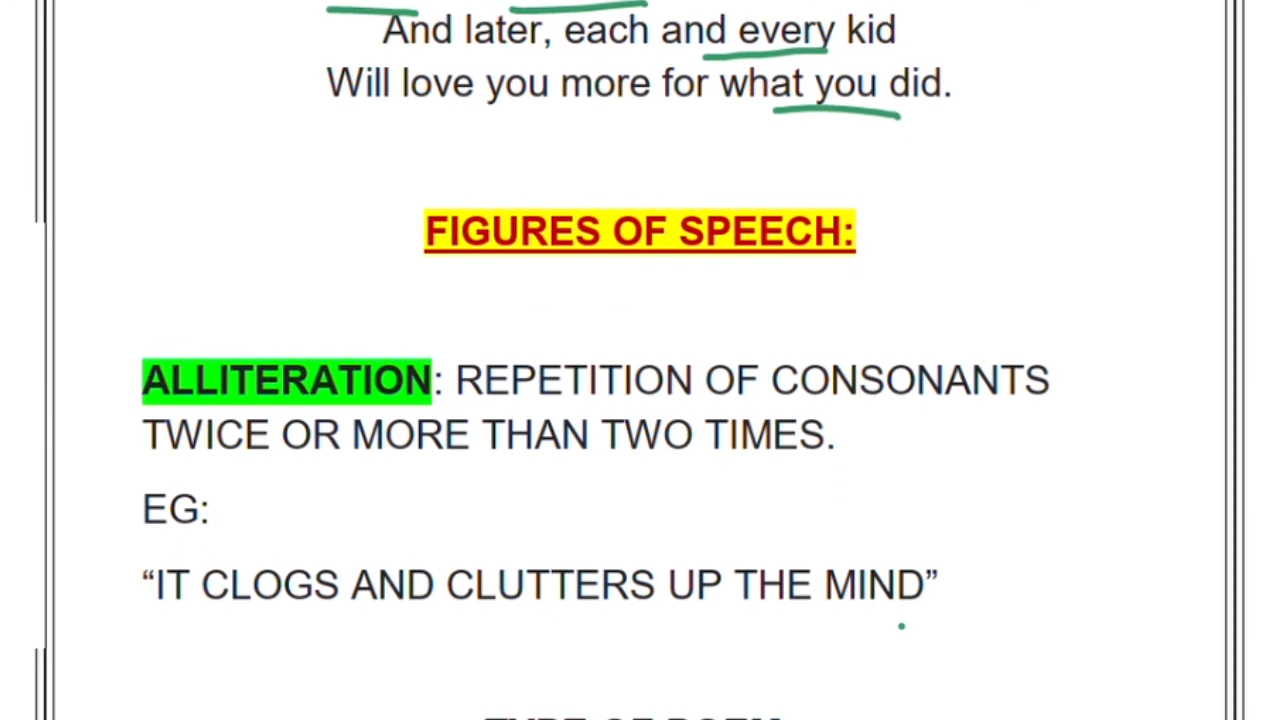 And later, each and every kid
Will love you more for what you did.
FIGURES OF SPEECH:
ALLITERATION: REPETITION OF CONSONANTS
TWICE OR MORE THAN TWO TIMES.
EG:
“IT CLOGS AND CLUTTERS UP THE MIND”